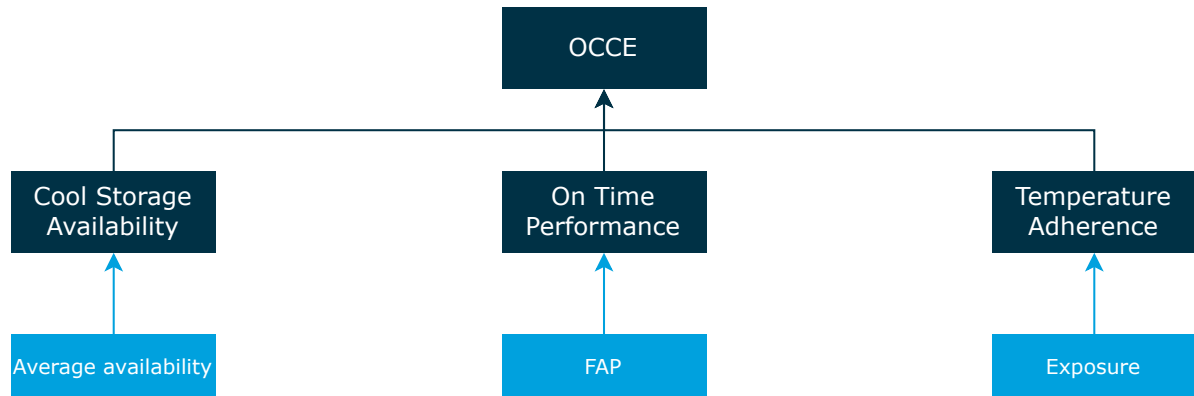 OCCE
Cool Storage
Availability
On Time
Performance
Temperature
Adherence
Average availability
FAP
Exposure